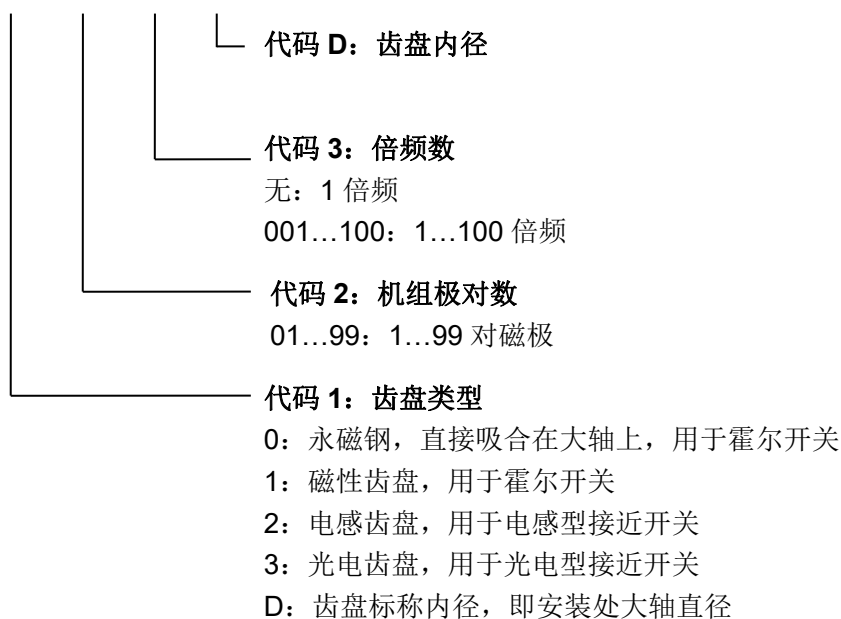 代码 D：齿盘内径
代码 3：倍频数
无：1 倍频
001…100：1…100 倍频
代码 2：机组极对数
01…99：1…99 对磁极
代码 1：齿盘类型
0：永磁钢，直接吸合在大轴上，用于霍尔开关
1：磁性齿盘，用于霍尔开关
2：电感齿盘，用于电感型接近开关
3：光电齿盘，用于光电型接近开关
D：齿盘标称内径，即安装处大轴直径